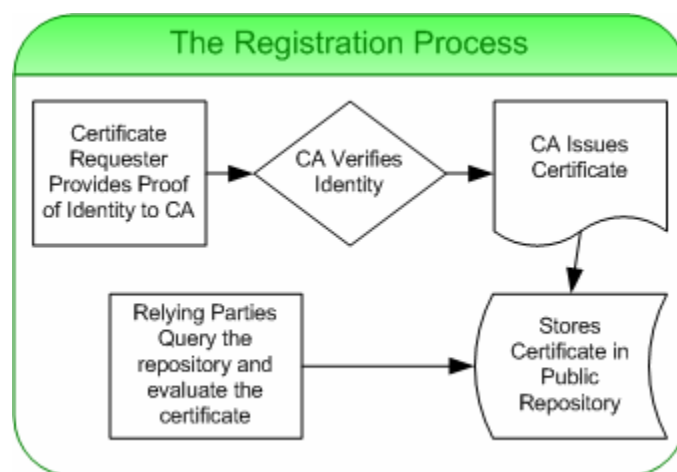 The Registration Process
Certificate
Requester
Provides Proof
of Identity to CA
CA Verifies
Identity
CA Issues
Certificate
Relying Parties
Query the
repository and
evaluate the
certificate
Stores
Certificate in
Public
Repository